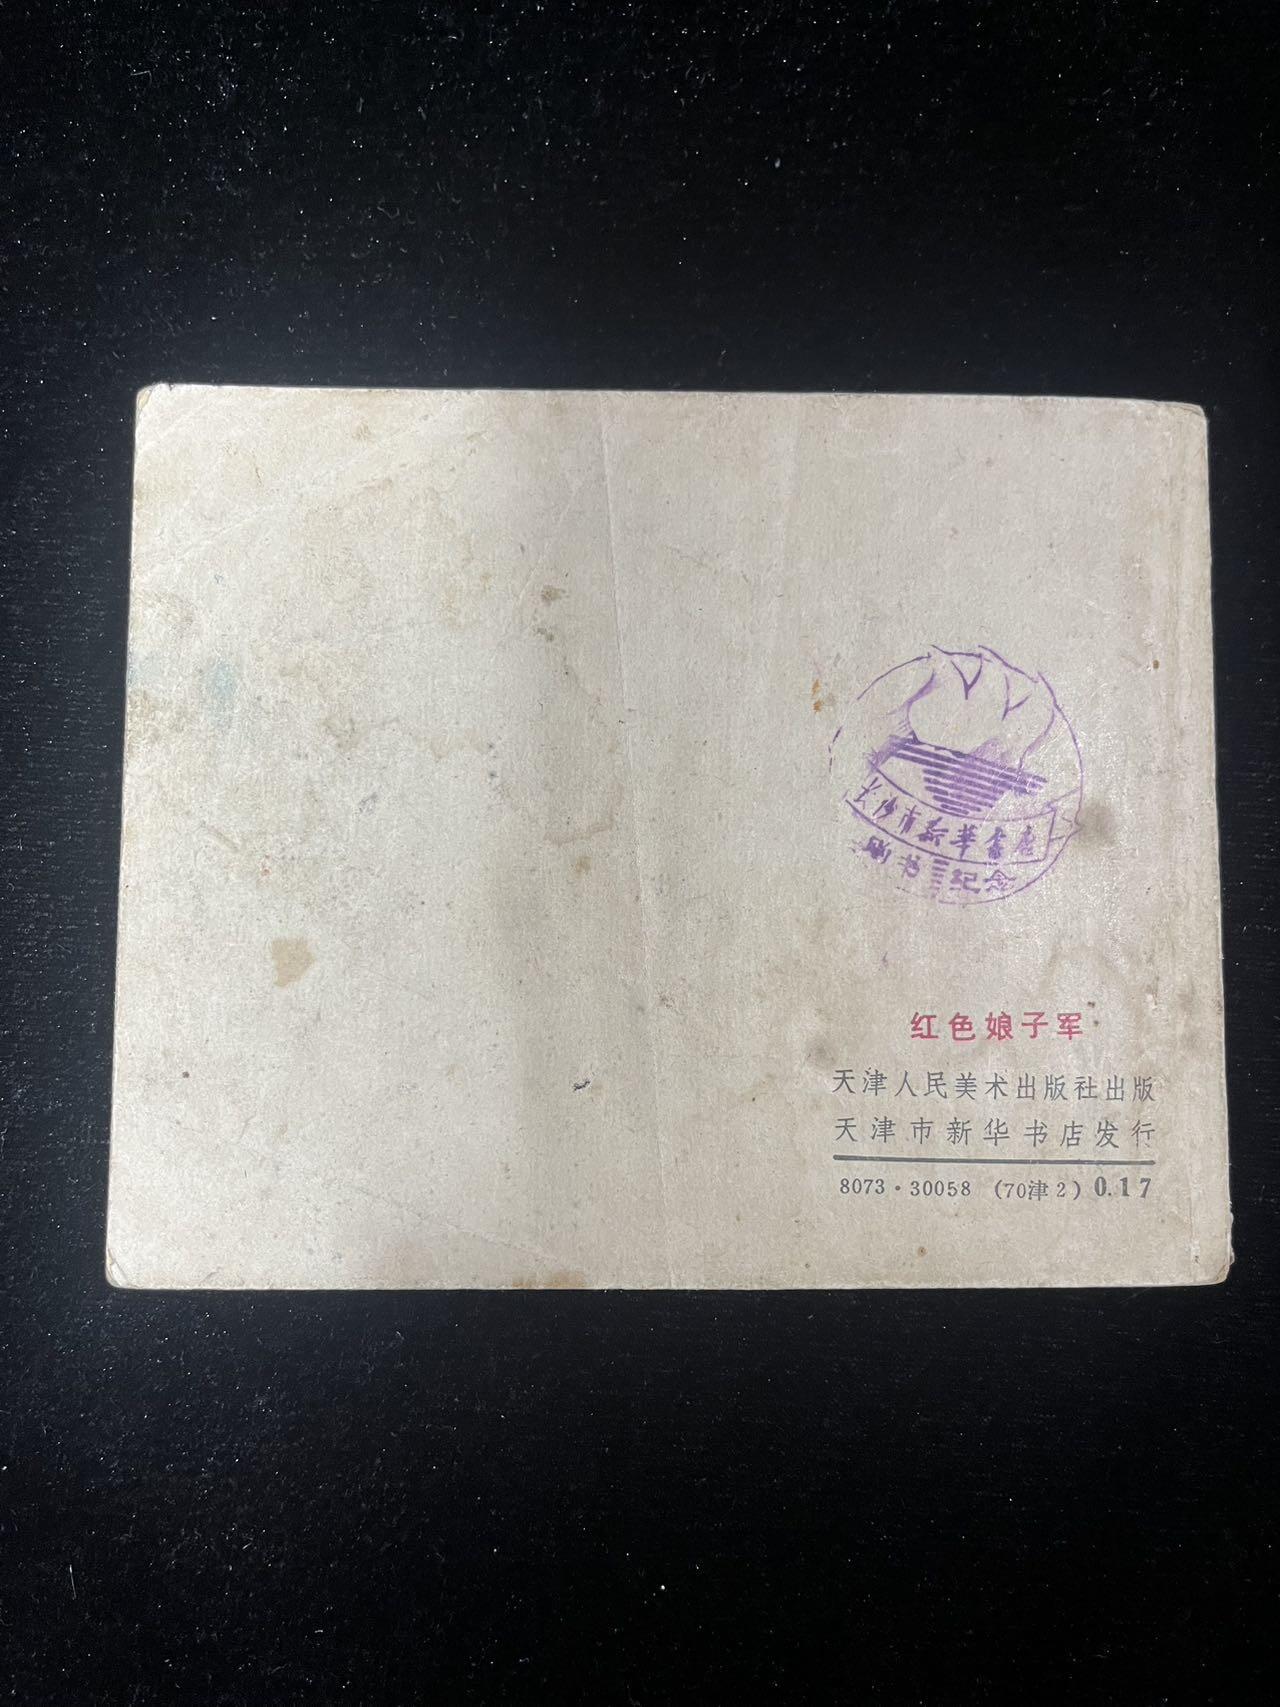 长沙市新華書店
购书纪念
红色娘子军
天津人民美术出版社出版
天津市新华书店发行
8073·30058 (70津2) 0.17